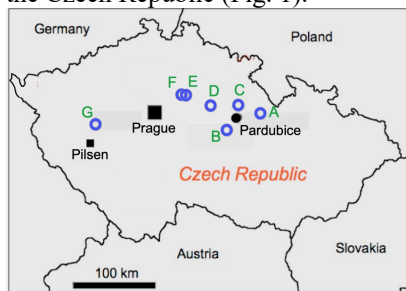 the Czech Republic (Fig. 1).
Germany
Poland
F E
D C
A
G
Prague
B Pardubice
Pilsen
Czech Republic
Austria
Slovakia
100 km